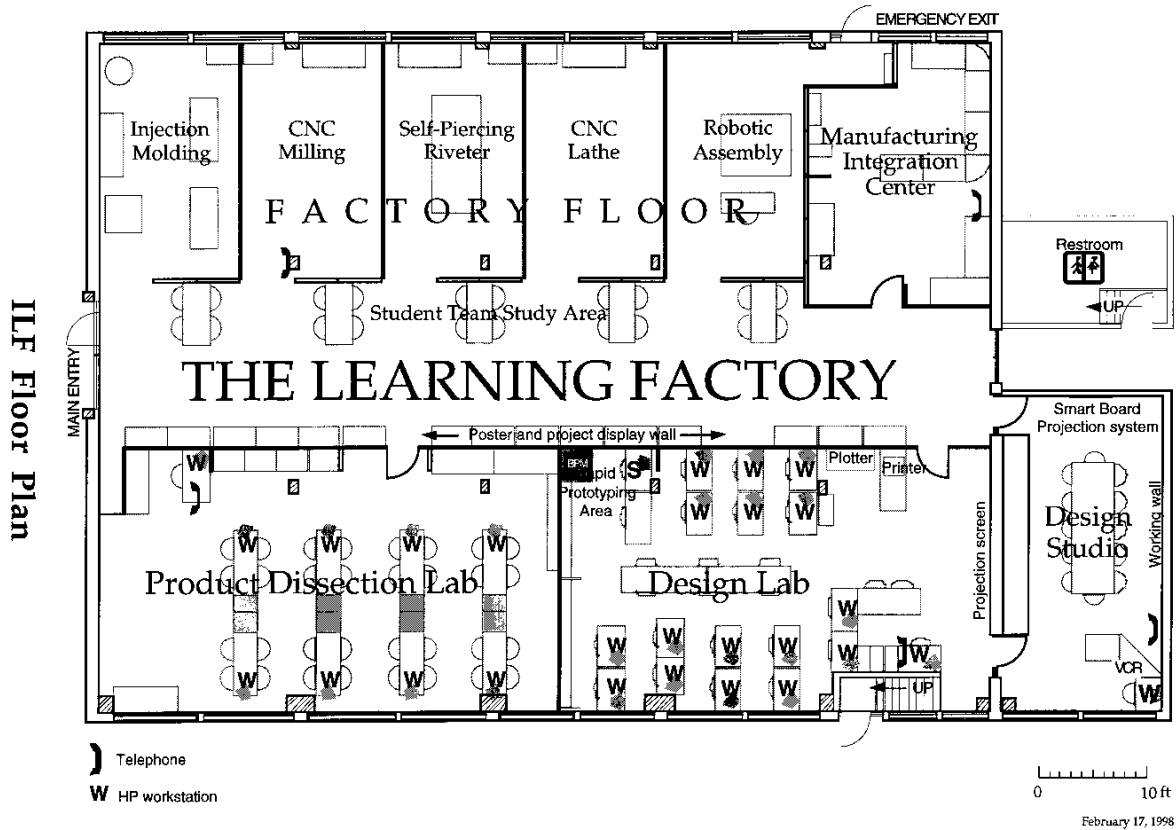 EMERGENCY EXIT
Injection
Molding
CNC
Milling
Self-Piercing
Riveter
CNC
Lathe
Robotic
Assembly
Manufacturing
Integration
Center
FACTORY FLOOR
Restroom
UP
Student Team Study Area
ILF Floor Plan
MAIN ENTRY
THE LEARNING FACTORY
Smart Board
Projection system
Poster and project display wall
W
BPM
Rapid
Prototyping
Area
S
W
W
W
Plotter
Printer
W
W
W
Projection screen
Design
Studio
Working wall
W
W
W
W
Product Dissection Lab
Design Lab
W
W
W
W
W
W
W
VCR
W
W
W
W
W
W
W
W
UP
W
Telephone
W HP workstation
0 10 ft
February 17, 1998